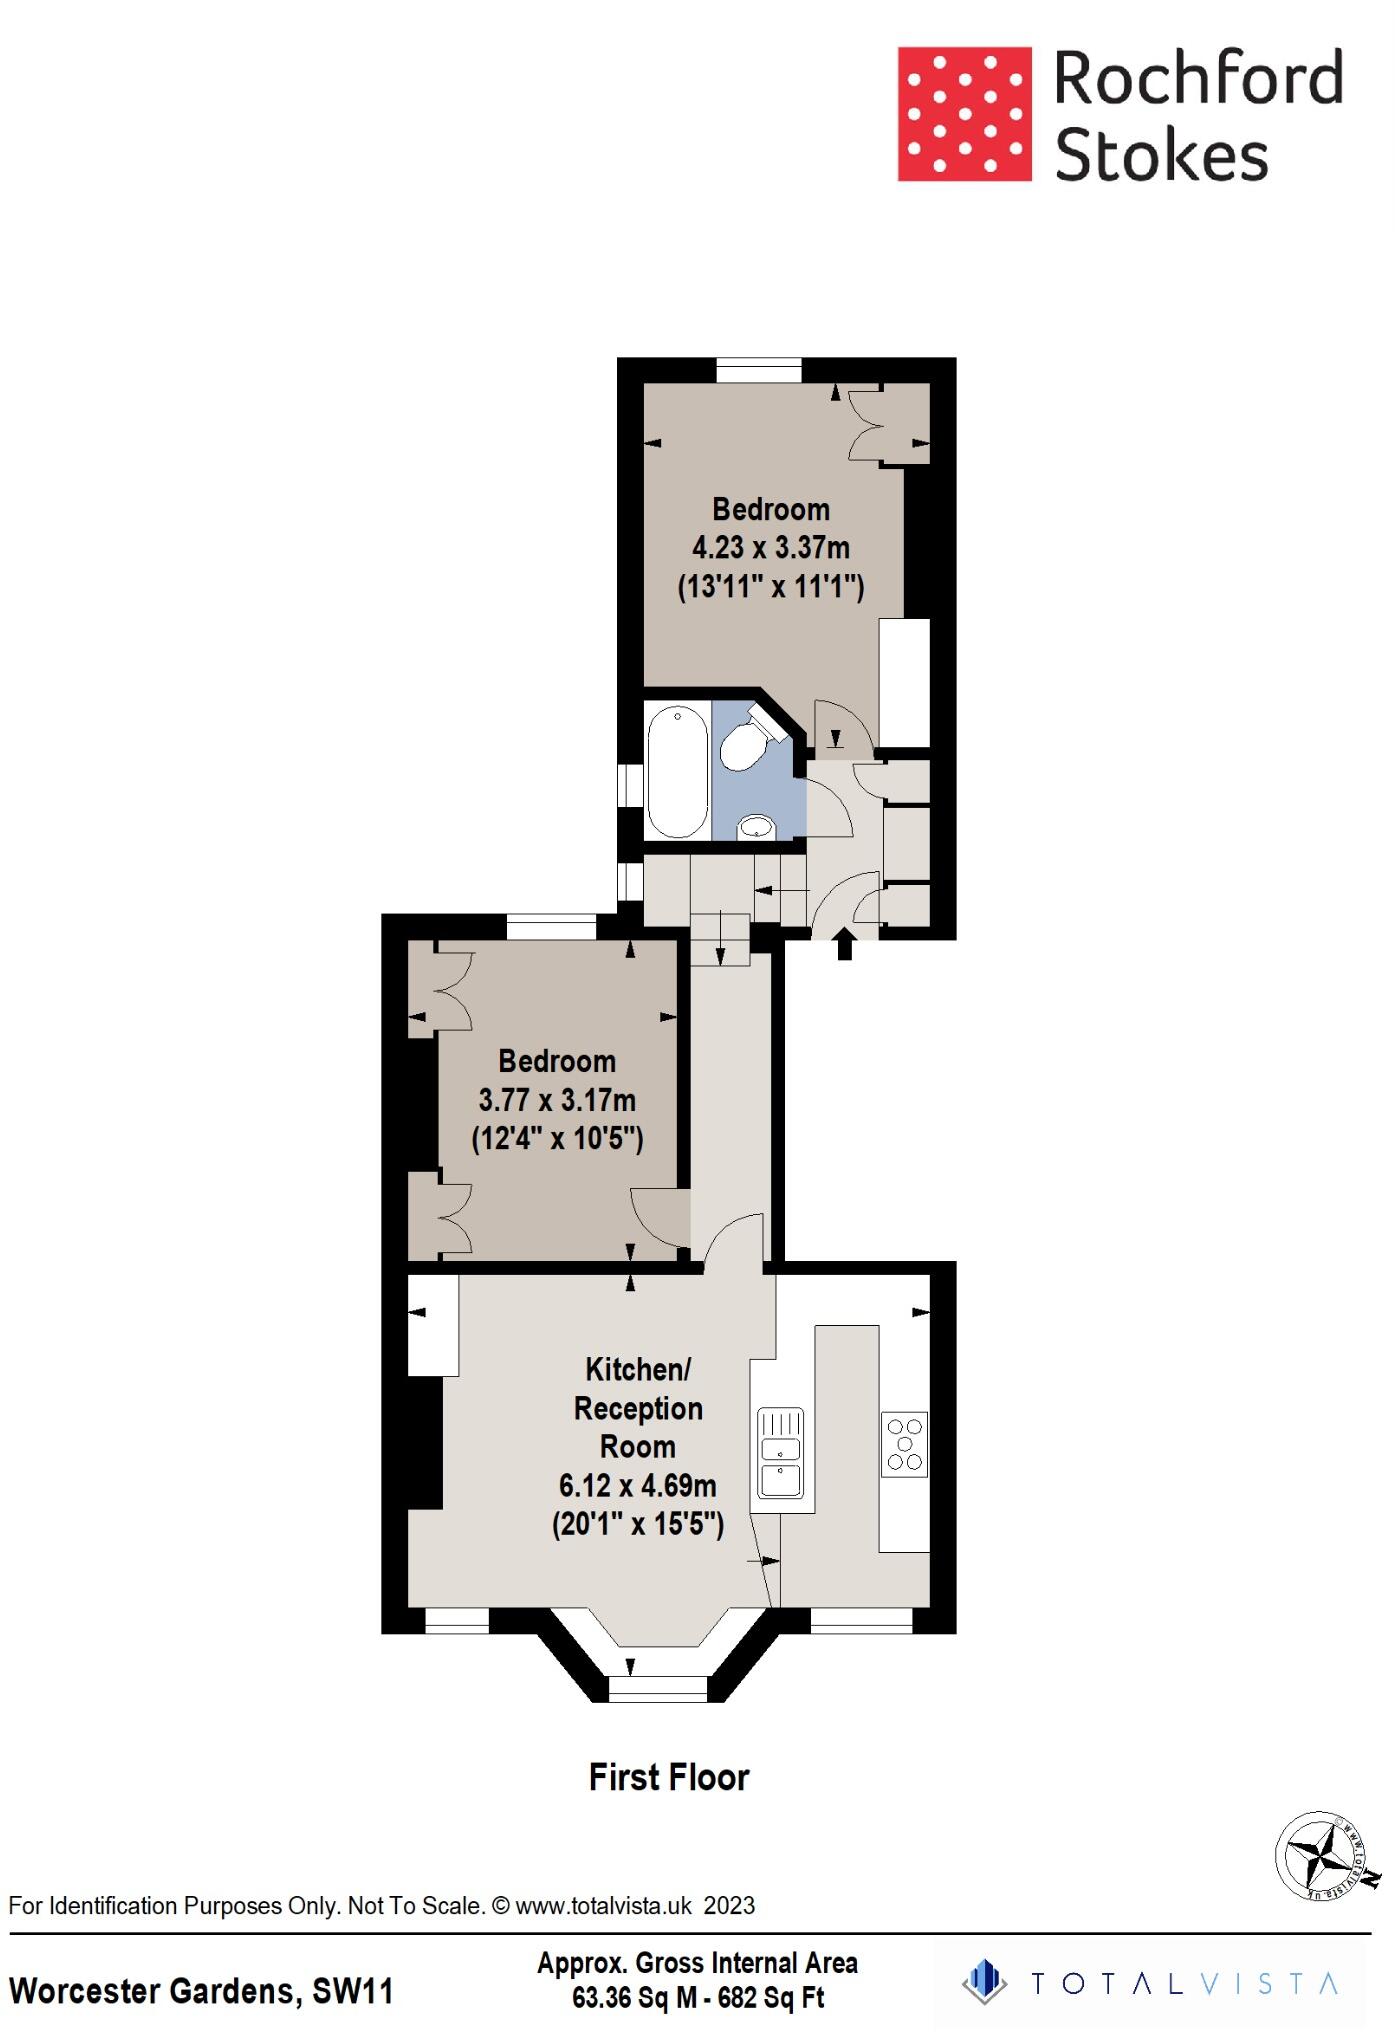 Rochford
Stokes
Bedroom
4.23 x 3.37m
(13'11" x 11'1")
Bedroom
3.77 x 3.17m
(12'4" x 10'5")
Kitchen/
Reception
Room
6.12 x 4.69m
(20'1" x 15'5")
First Floor
© www.totalvista.uk
N
For Identification Purposes Only. Not To Scale. © www.totalvista.uk 2023
Worcester Gardens, SW11
Approx. Gross Internal Area
63.36 Sq M - 682 Sq Ft
TOTALVISTA